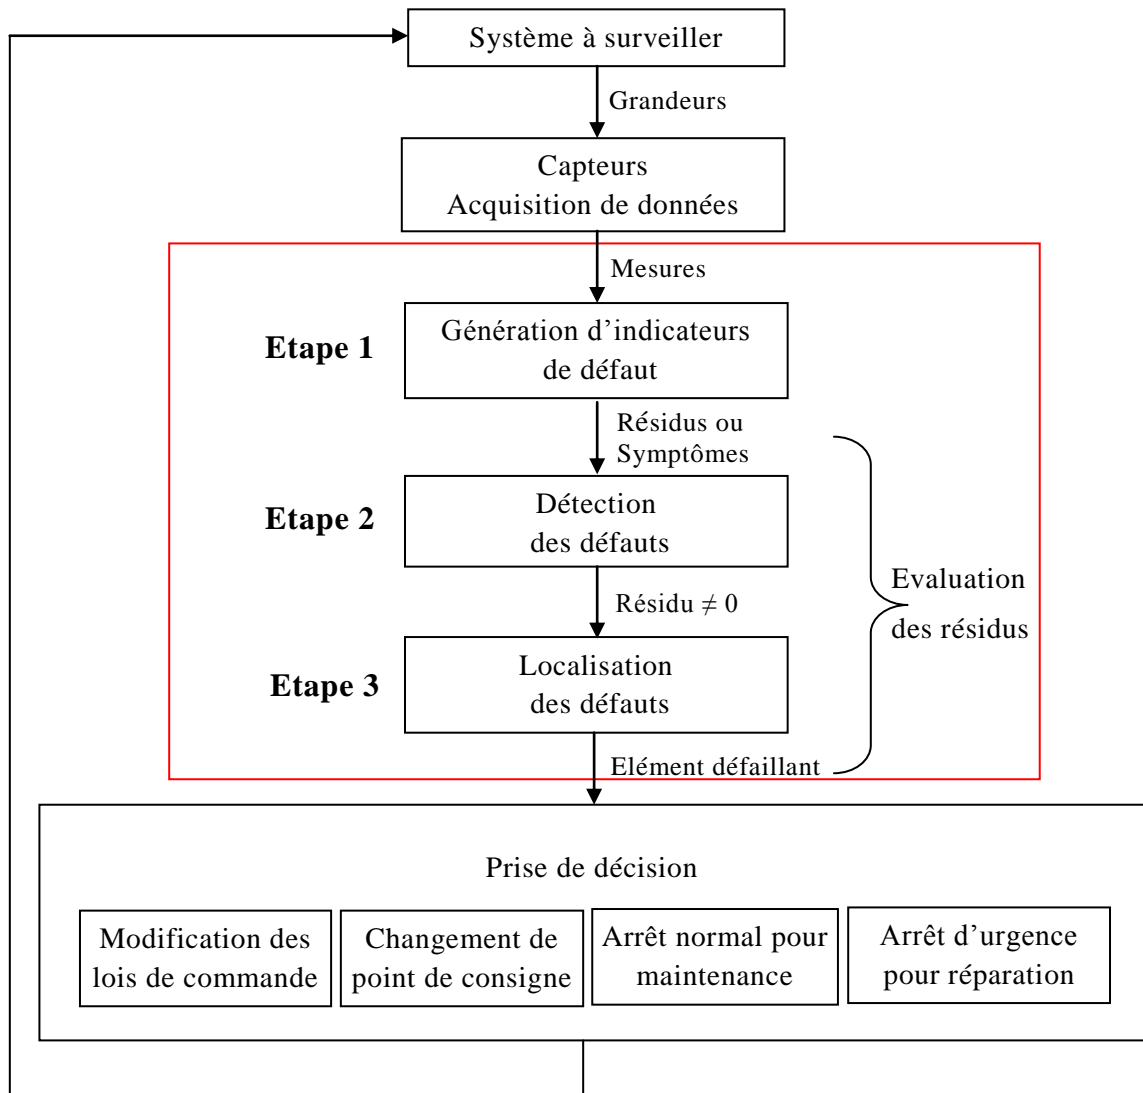 Système à surveiller
Grandeurs
Capteurs
Acquisition de données
Mesures
Etape 1
Génération d’indicateurs
de défaut
Résidus ou
Symptômes
Etape 2
Détection
des défauts
Evaluation
des résidus
Résidu ≠ 0
Etape 3
Localisation
des défauts
Elément défaillant
Prise de décision
Modification des
lois de commande
Changement de
point de consigne
Arrêt normal pour
maintenance
Arrêt d’urgence
pour réparation